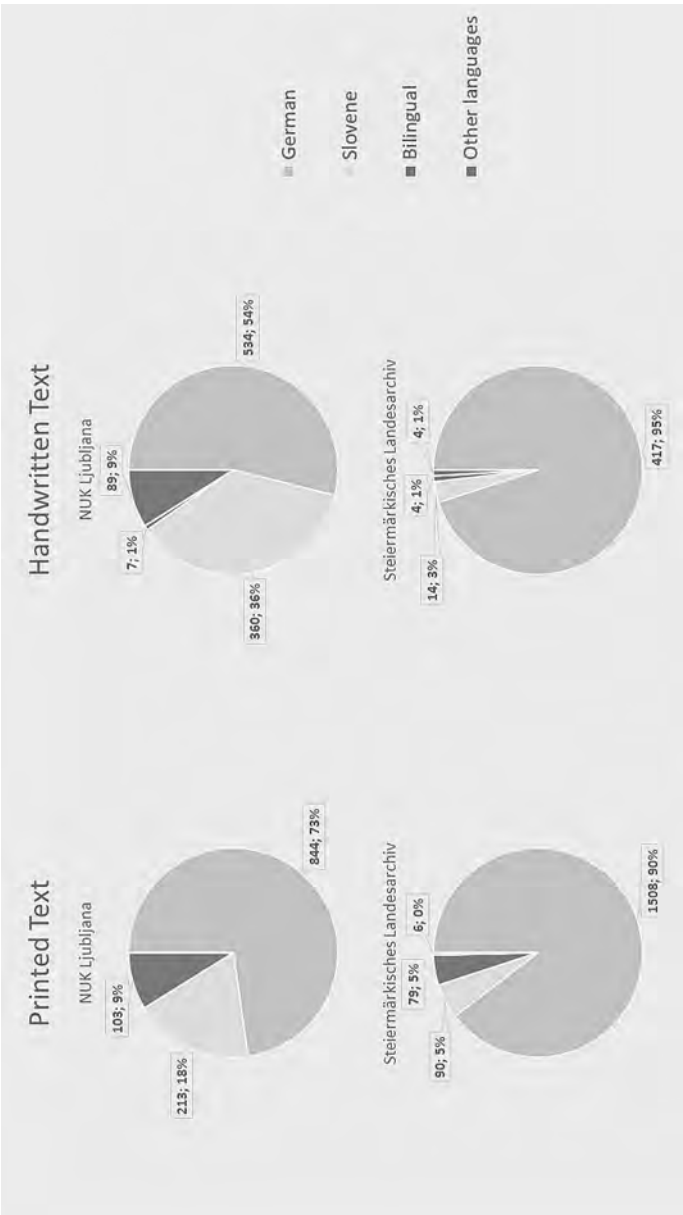 Printed Text
NUK Ljubljana
103; 9%
213; 18%
844; 73%
Steiermärkisches Landesarchiv
6; 0%
79; 5%
90; 5%
1508; 90%
Handwritten Text
NUK Ljubljana
89; 9%
7; 1%
534; 54%
360; 36%
Steiermärkisches Landesarchiv
4; 1%
4; 1%
14; 3%
417; 95%
German
Slovene
Bilingual
Other languages